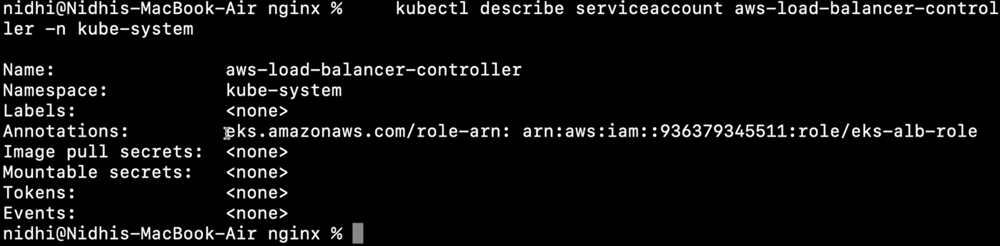 nidhi@Nidhis-MacBook-Air nginx %     kubectl describe serviceaccount aws-load-balancer-control
ler -n kube-system
Name:                aws-load-balancer-controller
Namespace:           kube-system
Labels:              <none>
Annotations:         eks.amazonaws.com/role-arn: arn:aws:iam::936379345511:role/eks-alb-role
Image pull secrets:  <none>
Mountable secrets:   <none>
Tokens:              <none>
Events:              <none>
nidhi@Nidhis-MacBook-Air nginx %